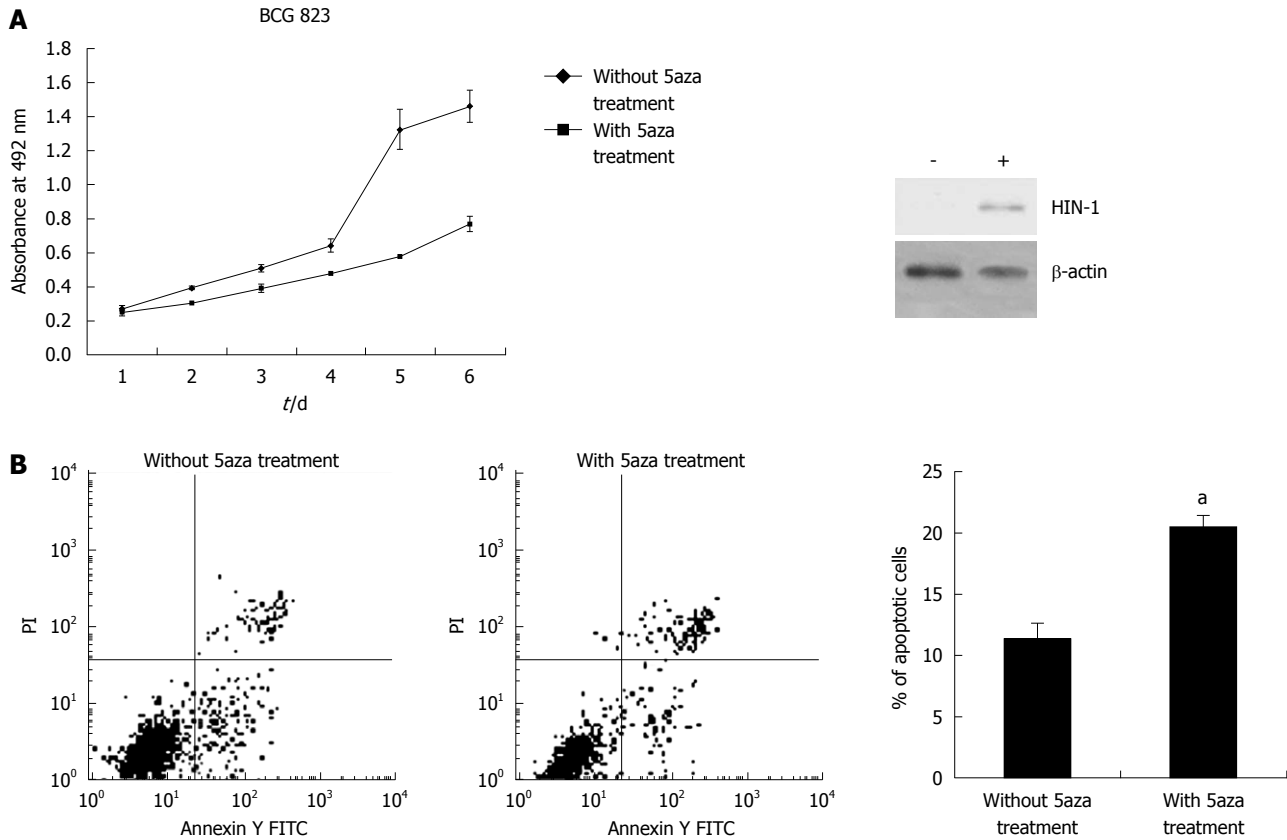 A
BCG 823
1.8
1.6
1.4
1.2
1.0
0.8
0.6
0.4
0.2
0.0
Absorbance at 492 nm
1 2 3 4 5 6
t/d
Without 5aza
treatment
With 5aza
treatment
- +
HIN-1
β-actin
B
Without 5aza treatment
10⁴
10³
10²
10¹
10⁰
PI
10⁰ 10¹ 10² 10³ 10⁴
Annexin Y FITC
With 5aza treatment
10⁴
10³
10²
10¹
10⁰
PI
10⁰ 10¹ 10² 10³ 10⁴
Annexin Y FITC
25
20
15
10
5
0
% of apoptotic cells
a
Without 5aza
treatment
With 5aza
treatment